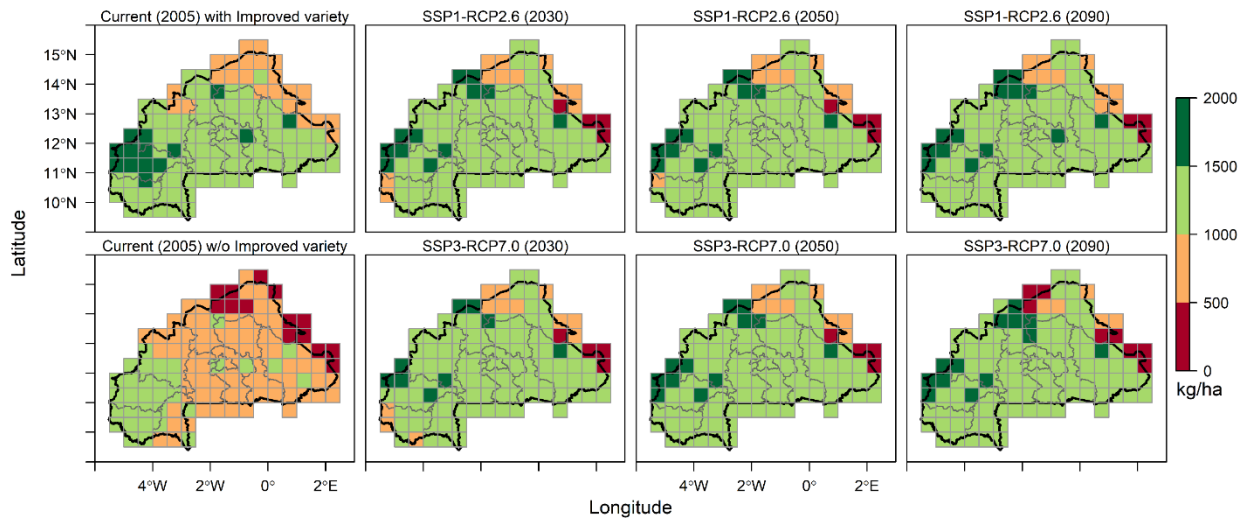 Current (2005) with Improved variety
SSP1-RCP2.6 (2030)
SSP1-RCP2.6 (2050)
SSP1-RCP2.6 (2090)
15°N
14°N
13°N
12°N
11°N
10°N
Latitude
Current (2005) w/o Improved variety
SSP3-RCP7.0 (2030)
SSP3-RCP7.0 (2050)
SSP3-RCP7.0 (2090)
2000
1500
1000
500
0
kg/ha
4°W 2°W 0° 2°E
4°W 2°W 0° 2°E
Longitude